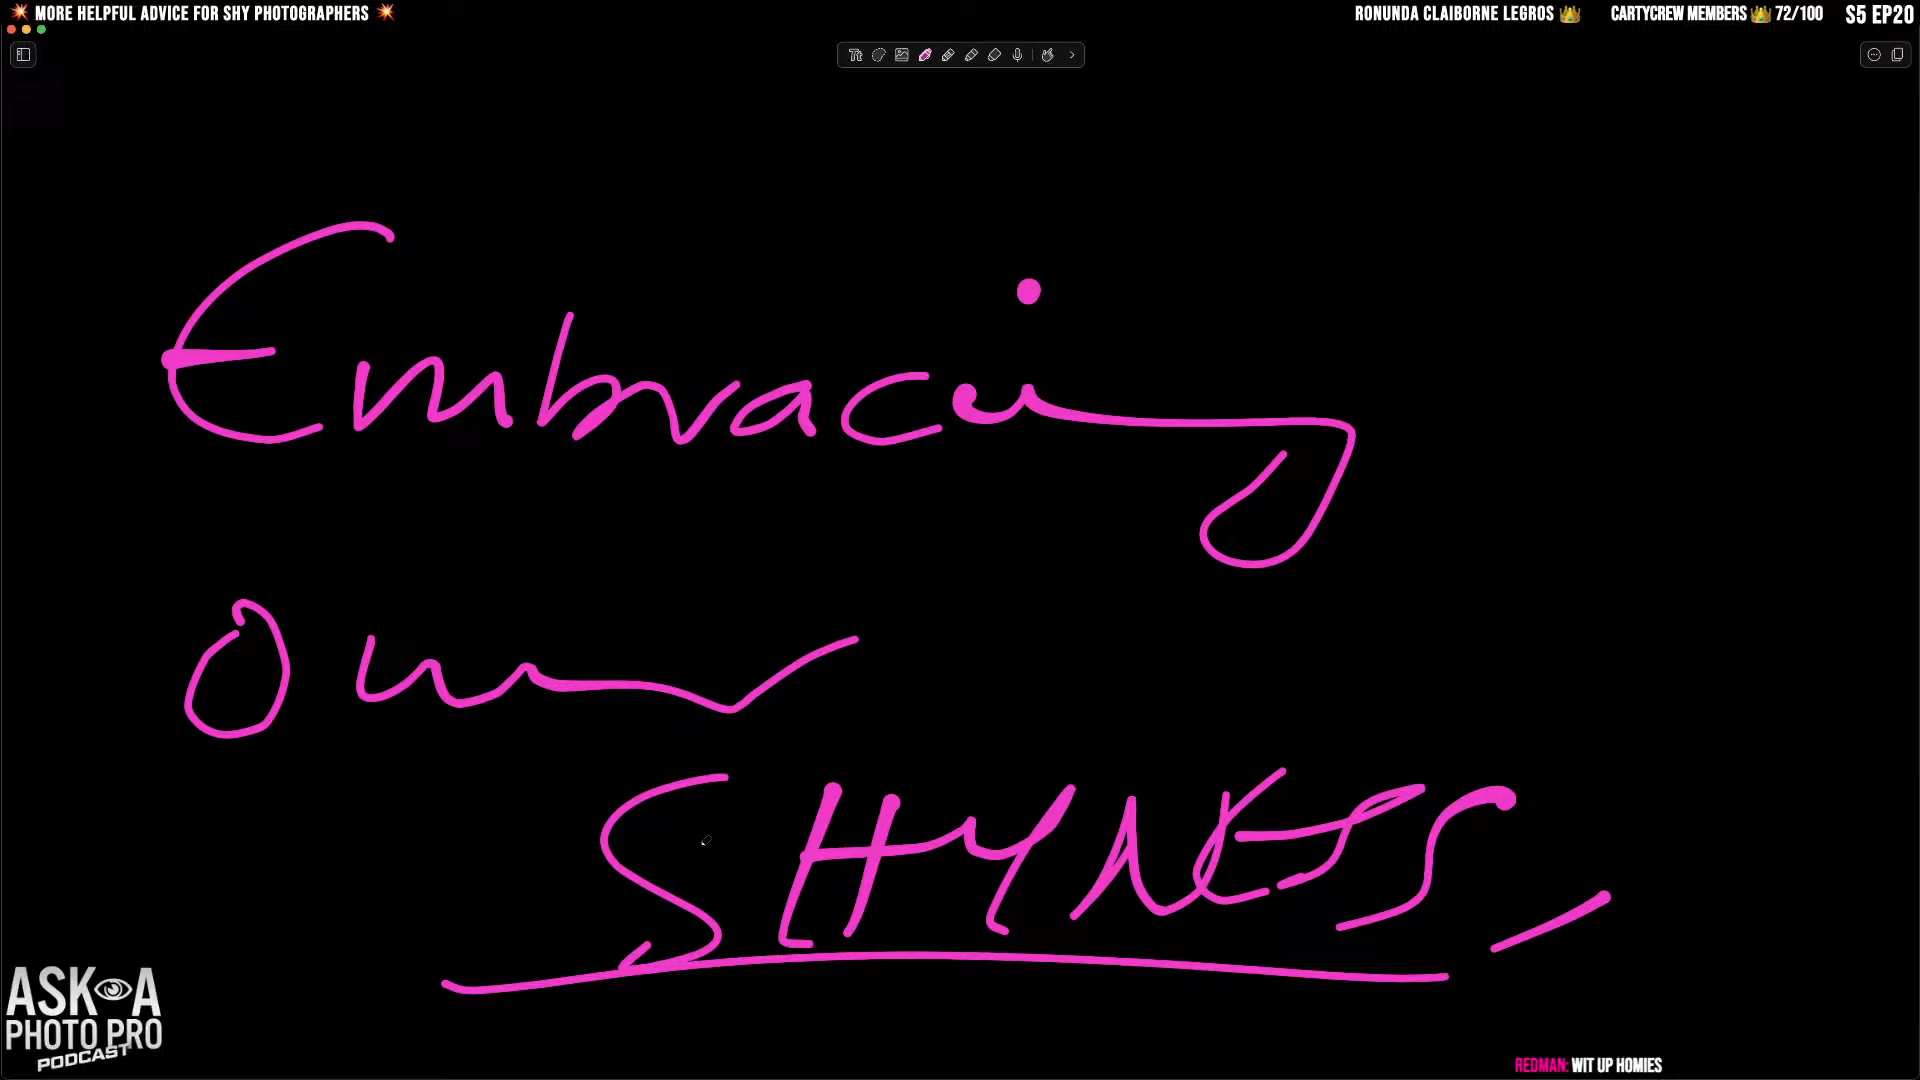 💥 MORE HELPFUL ADVICE FOR SHY PHOTOGRAPHERS 💥
RONUNDA CLAIBORNE LEGROS 👑 CARTYCREW MEMBERS 👑 72/100 S5 EP20
Embracing
our
SHYNESS,
ASK A
PHOTO PRO
PODCAST
REDMAN: WIT UP HOMIES